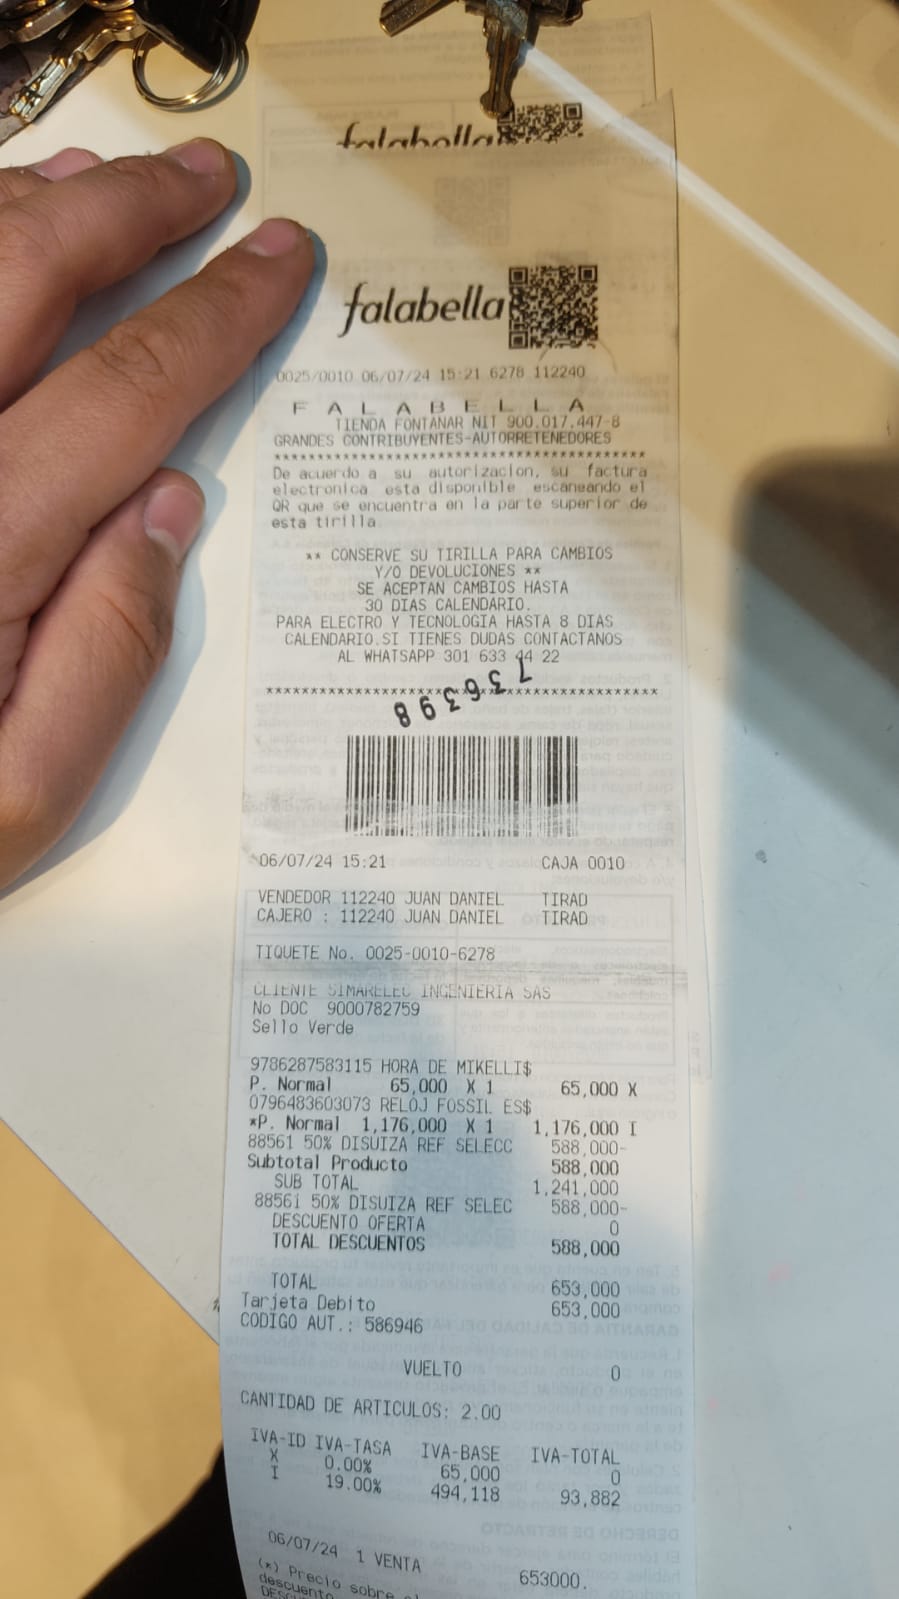 falabella
falabella
0025/0010 06/07/24 15:21 6278 112240
F A L A B E L L A
TIENDA FONTANAR NIT 900.017.447-8
GRANDES CONTRIBUYENTES-AUTORRETENEDORES
******************************************
De acuerdo a su autorizacion, su factura
electronica esta disponible escaneando el
QR que se encuentra en la parte superior de
esta tirilla.
** CONSERVE SU TIRILLA PARA CAMBIOS
Y/O DEVOLUCIONES **
SE ACEPTAN CAMBIOS HASTA
30 DIAS CALENDARIO.
PARA ELECTRO Y TECNOLOGIA HASTA 8 DIAS
CALENDARIO.SI TIENES DUDAS CONTACTANOS
AL WHATSAPP 301 633 44 22
736398
******************************************
06/07/24 15:21 CAJA 0010
VENDEDOR 112240 JUAN DANIEL TIRAD
CAJERO : 112240 JUAN DANIEL TIRAD
TIQUETE No. 0025-0010-6278
CLIENTE SIMARELEC INGENIERIA SAS
No DOC 9000782759
Sello Verde
9786287583115 HORA DE MIKELLI$
P. Normal 65,000 X 1 65,000 X
0796483603073 RELOJ FOSSIL ES$
*P. Normal 1,176,000 X 1 1,176,000 I
88561 50% DISUIZA REF SELECC 588,000-
Subtotal Producto 588,000
SUB TOTAL 1,241,000
88561 50% DISUIZA REF SELEC 588,000-
DESCUENTO OFERTA 0
TOTAL DESCUENTOS 588,000
TOTAL 653,000
Tarjeta Debito 653,000
CODIGO AUT.: 586946
VUELTO 0
CANTIDAD DE ARTICULOS: 2.00
IVA-ID IVA-TASA IVA-BASE IVA-TOTAL
X 0.00% 65,000 0
I 19.00% 494,118 93,882
06/07/24 1 VENTA 653000.
(*) Precio sobre el
descuento